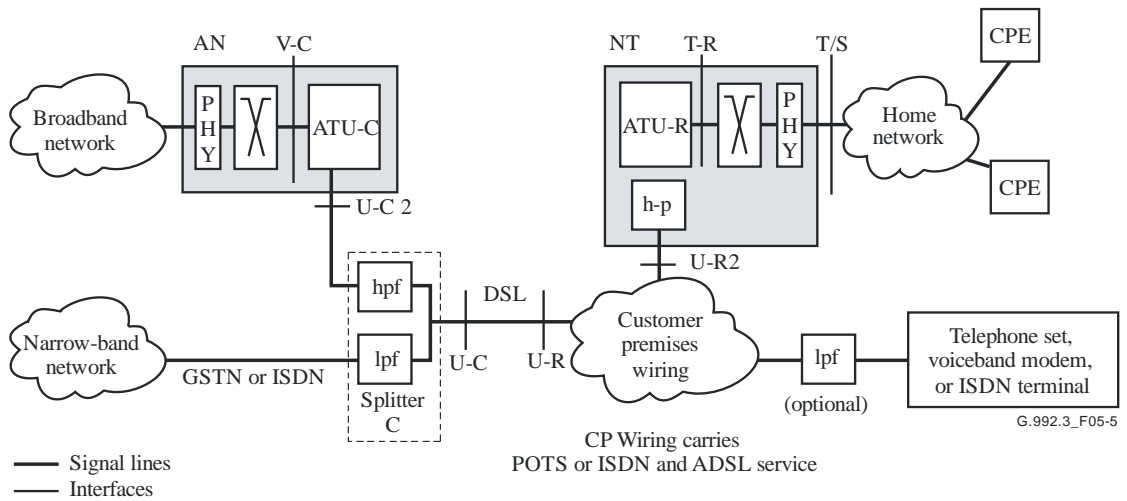 AN
V-C
NT
T-R
T/S
CPE
Broadband
network
P
H
Y
ATU-C
ATU-R
P
H
Y
Home
network
CPE
U-C 2
h-p
U-R2
hpf
DSL
Narrow-band
network
GSTN or ISDN
lpf
U-C
U-R
Customer
premises
wiring
lpf
(optional)
Telephone set,
voiceband modem,
or ISDN terminal
Splitter
C
G.992.3_F05-5
CP Wiring carries
POTS or ISDN and ADSL service
Signal lines
Interfaces